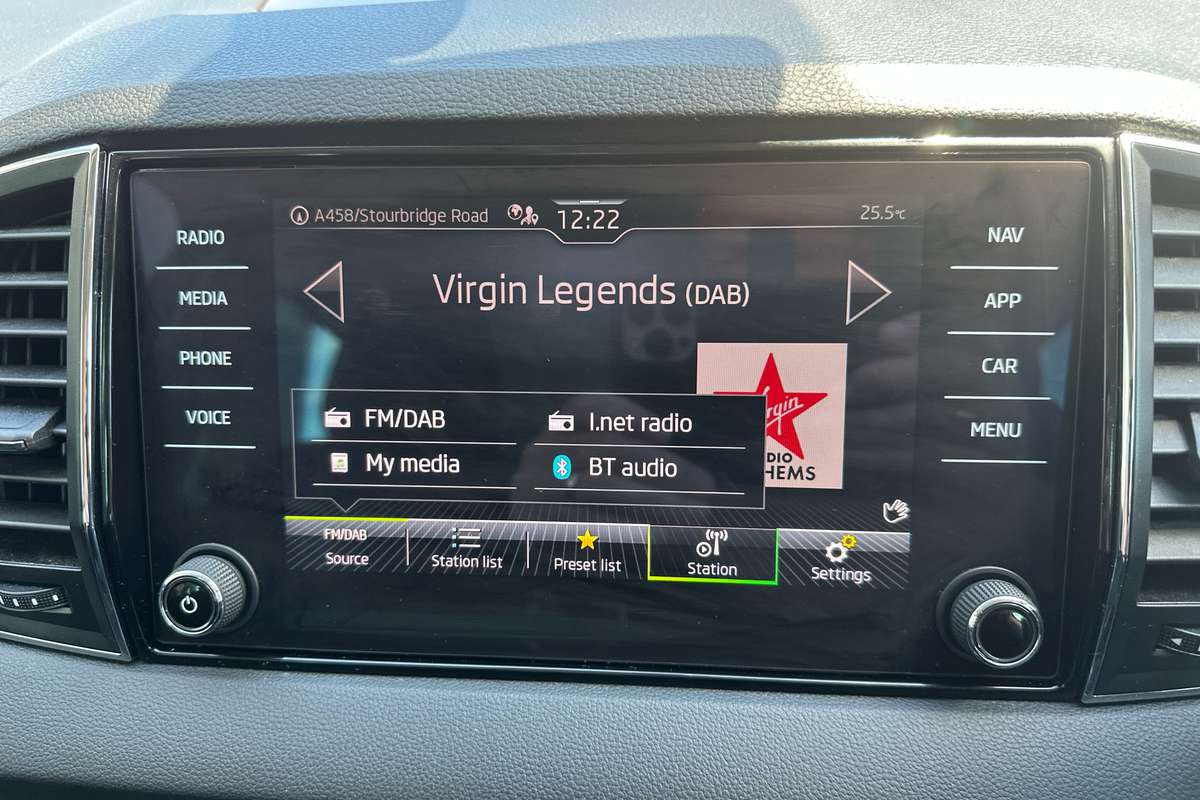 A458/Stourbridge Road
12:22
25.5°C
RADIO
MEDIA
PHONE
VOICE
NAV
APP
CAR
MENU
Virgin Legends (DAB)
FM/DAB
I.net radio
My media
BT audio
FM/DAB
Source
Station list
Preset list
Station
Settings